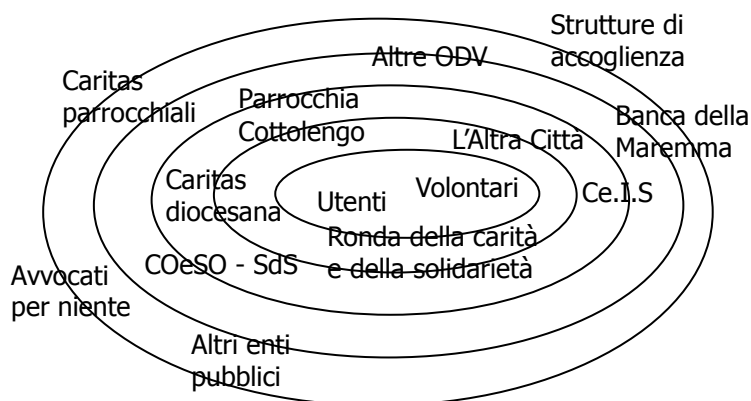 Strutture di
accoglienza
Altre ODV
Caritas
parrocchiali
Parrocchia
Cottolengo
Banca della
Maremma
L'Altra Città
Caritas
diocesana
Utenti
Volontari
Ce.I.S
Ronda della carità
e della solidarietà
COeSO - SdS
Avvocati
per niente
Altri enti
pubblici